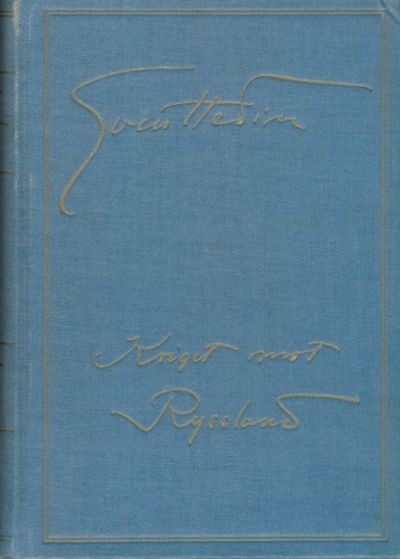 Sven Hedin
Kriget mot
Ryssland